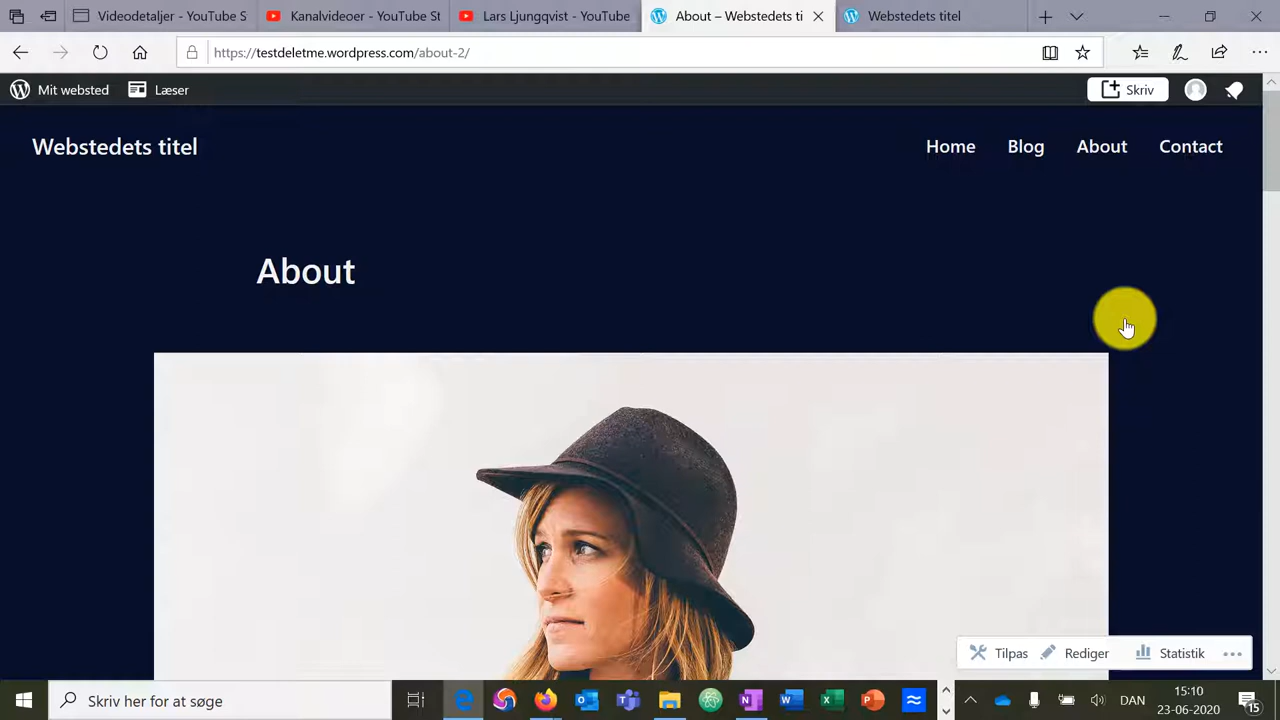 Videodetaljer - YouTube S
Kanalvideoer - YouTube St
Lars Ljungqvist - YouTube
About – Webstedets ti
Webstedets titel
https://testdeletme.wordpress.com/about-2/
Mit websted
Læser
Skriv
Webstedets titel
Home
Blog
About
Contact
About
Tilpas
Rediger
Statistik
Skriv her for at søge
DAN
15:10
23-06-2020
15